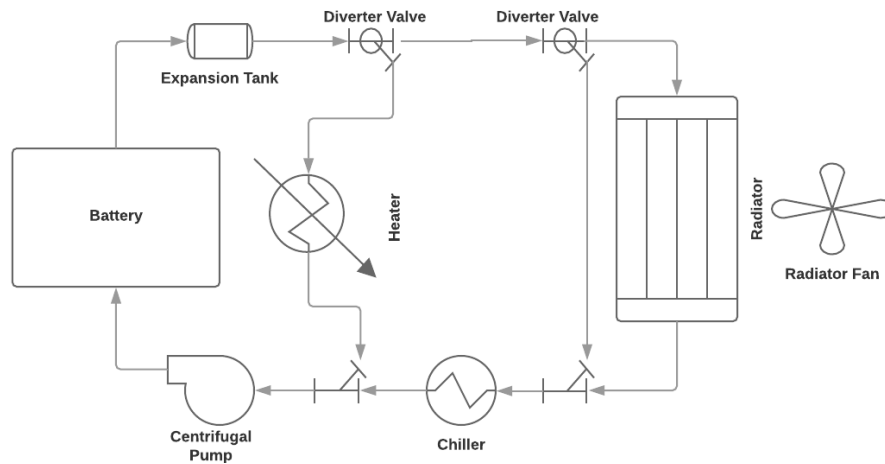 Diverter Valve
Diverter Valve
Expansion Tank
Battery
Heater
Radiator
Radiator Fan
Centrifugal
Pump
Chiller